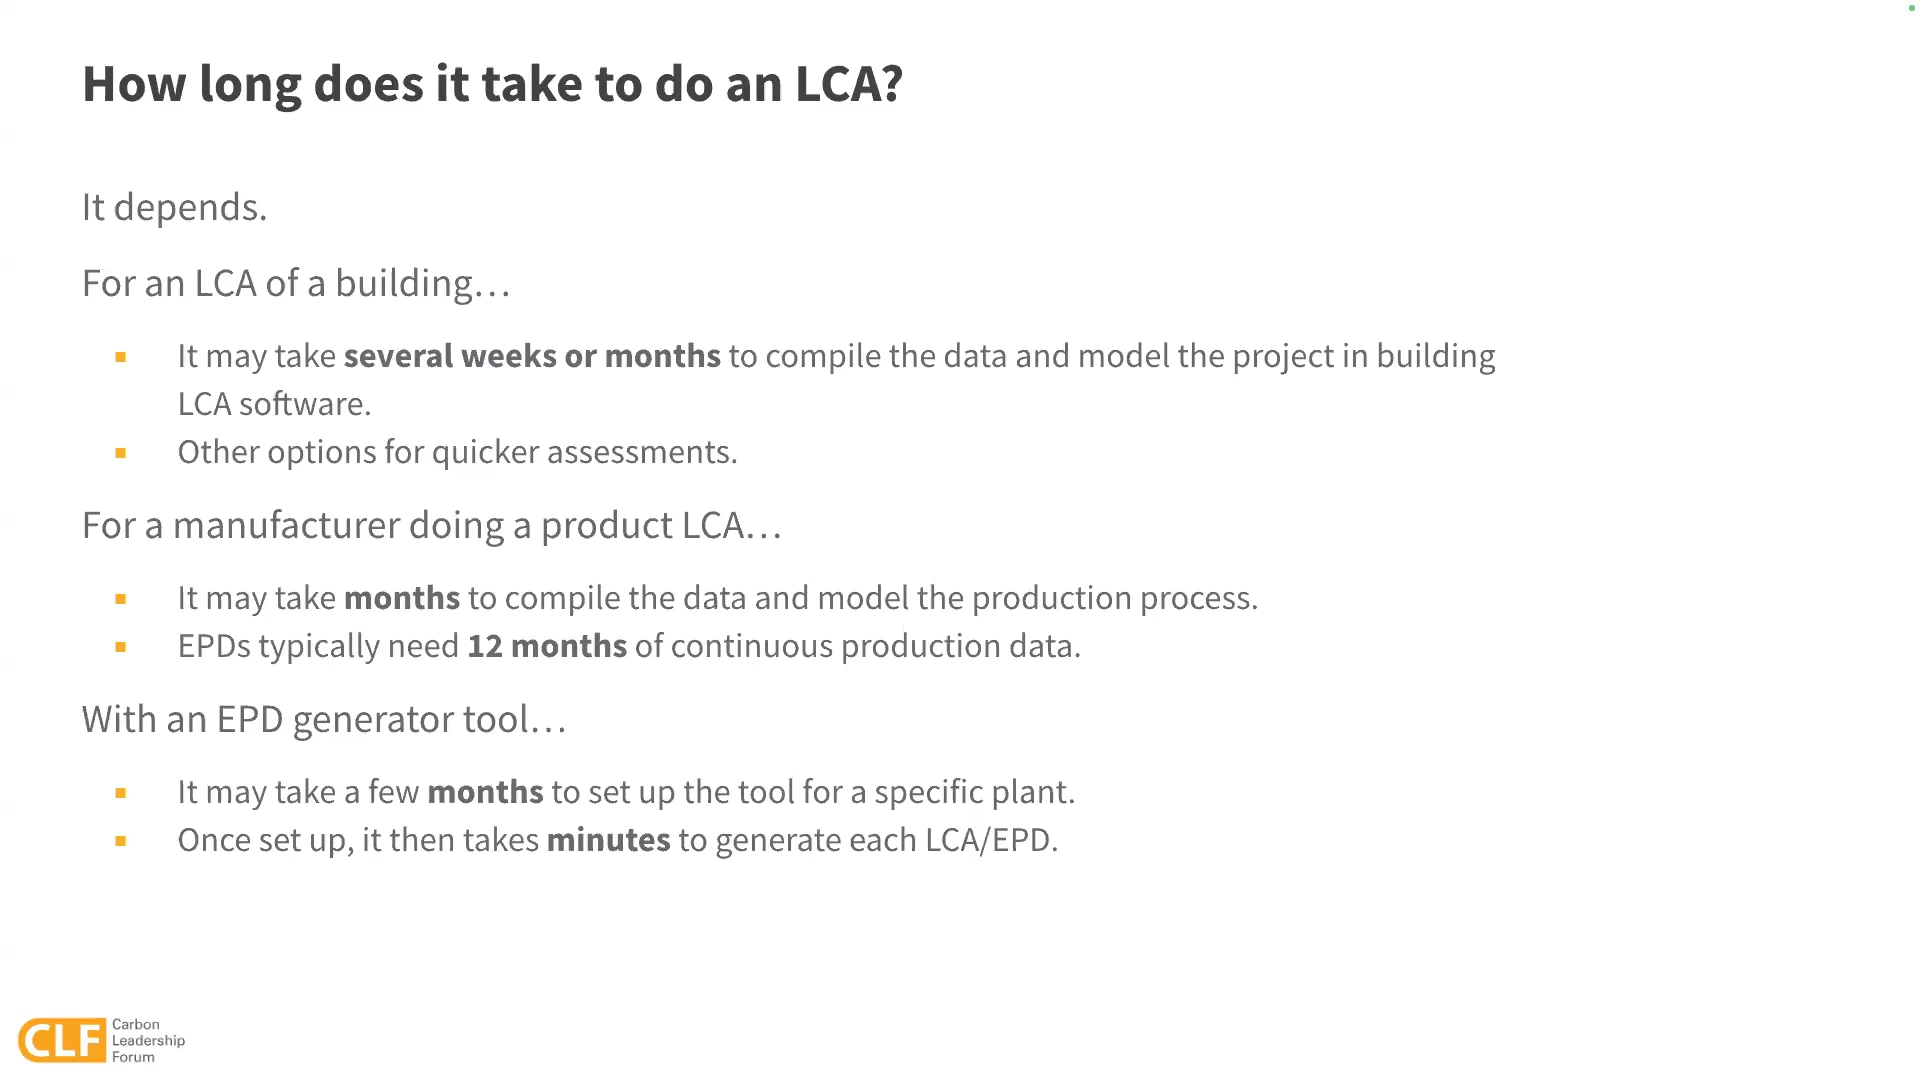 How long does it take to do an LCA?
It depends.
For an LCA of a building…
▪ It may take several weeks or months to compile the data and model the project in building
LCA software.
▪ Other options for quicker assessments.
For a manufacturer doing a product LCA…
▪ It may take months to compile the data and model the production process.
▪ EPDs typically need 12 months of continuous production data.
With an EPD generator tool…
▪ It may take a few months to set up the tool for a specific plant.
▪ Once set up, it then takes minutes to generate each LCA/EPD.
CLF
Carbon
Leadership
Forum